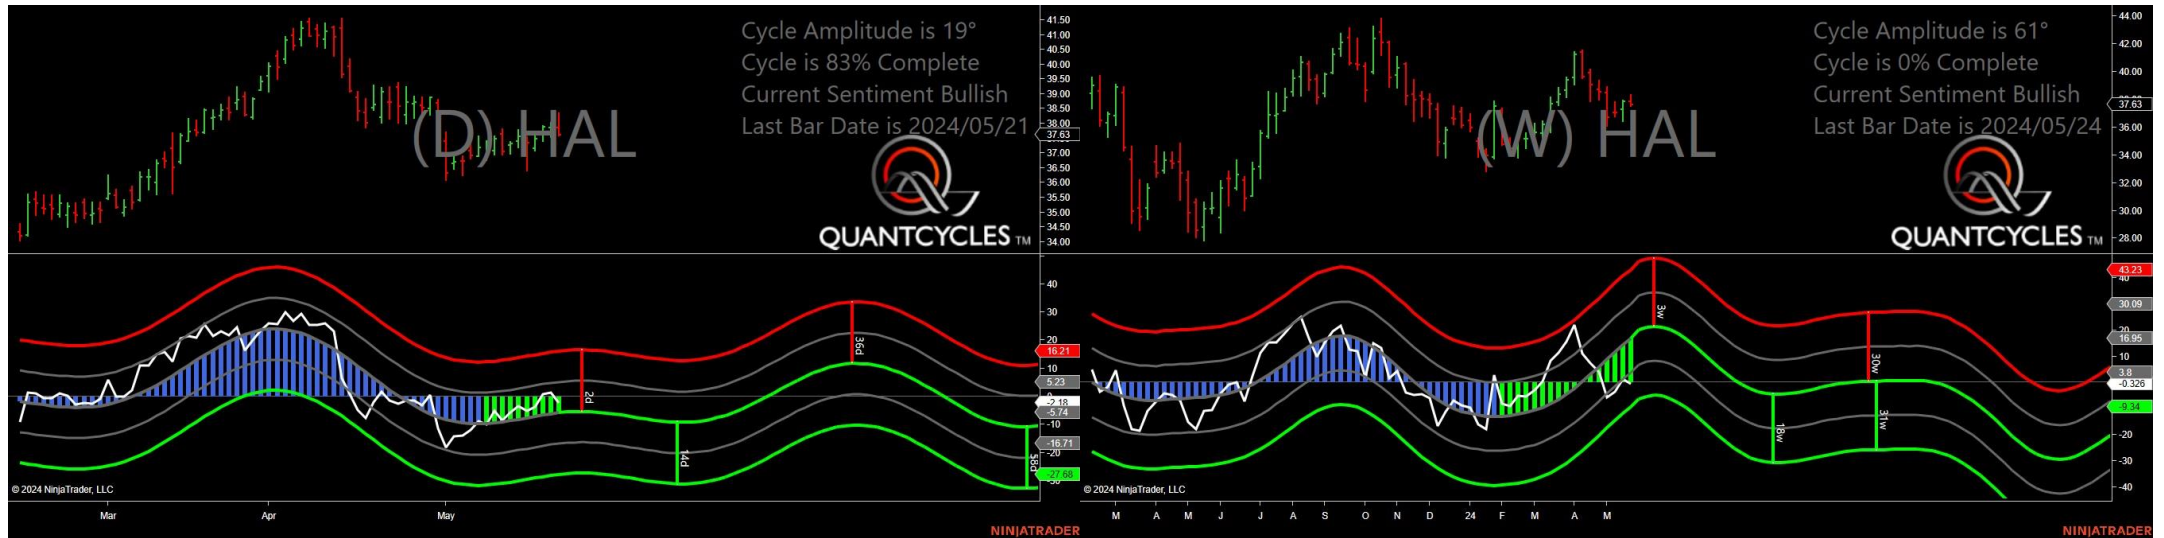 Cycle Amplitude is 19°
Cycle is 83% Complete
Current Sentiment Bullish
Last Bar Date is 2024/05/21
(D) HAL
QUANTCYCLES TM
41.50
41.00
40.50
40.00
39.50
39.00
38.50
38.00
37.63
37.00
36.50
36.00
35.50
35.00
34.50
34.00
40
30
20
16.21
10
5.23
-2.18
-5.74
-10
-16.71
-20
-27.68
2d
14d
36d
58d
© 2024 NinjaTrader, LLC
Mar Apr May
NINJATRADER
Cycle Amplitude is 61°
Cycle is 0% Complete
Current Sentiment Bullish
Last Bar Date is 2024/05/24
(W) HAL
QUANTCYCLES TM
44.00
42.00
40.00
37.63
36.00
34.00
32.00
30.00
28.00
43.23
40
30.09
20
16.95
10
3.8
-0.326
-9.34
-20
-30
-40
3w
18w
30w
31w
© 2024 NinjaTrader, LLC
M A M J J A S O N D 24 F M A M
NINJATRADER